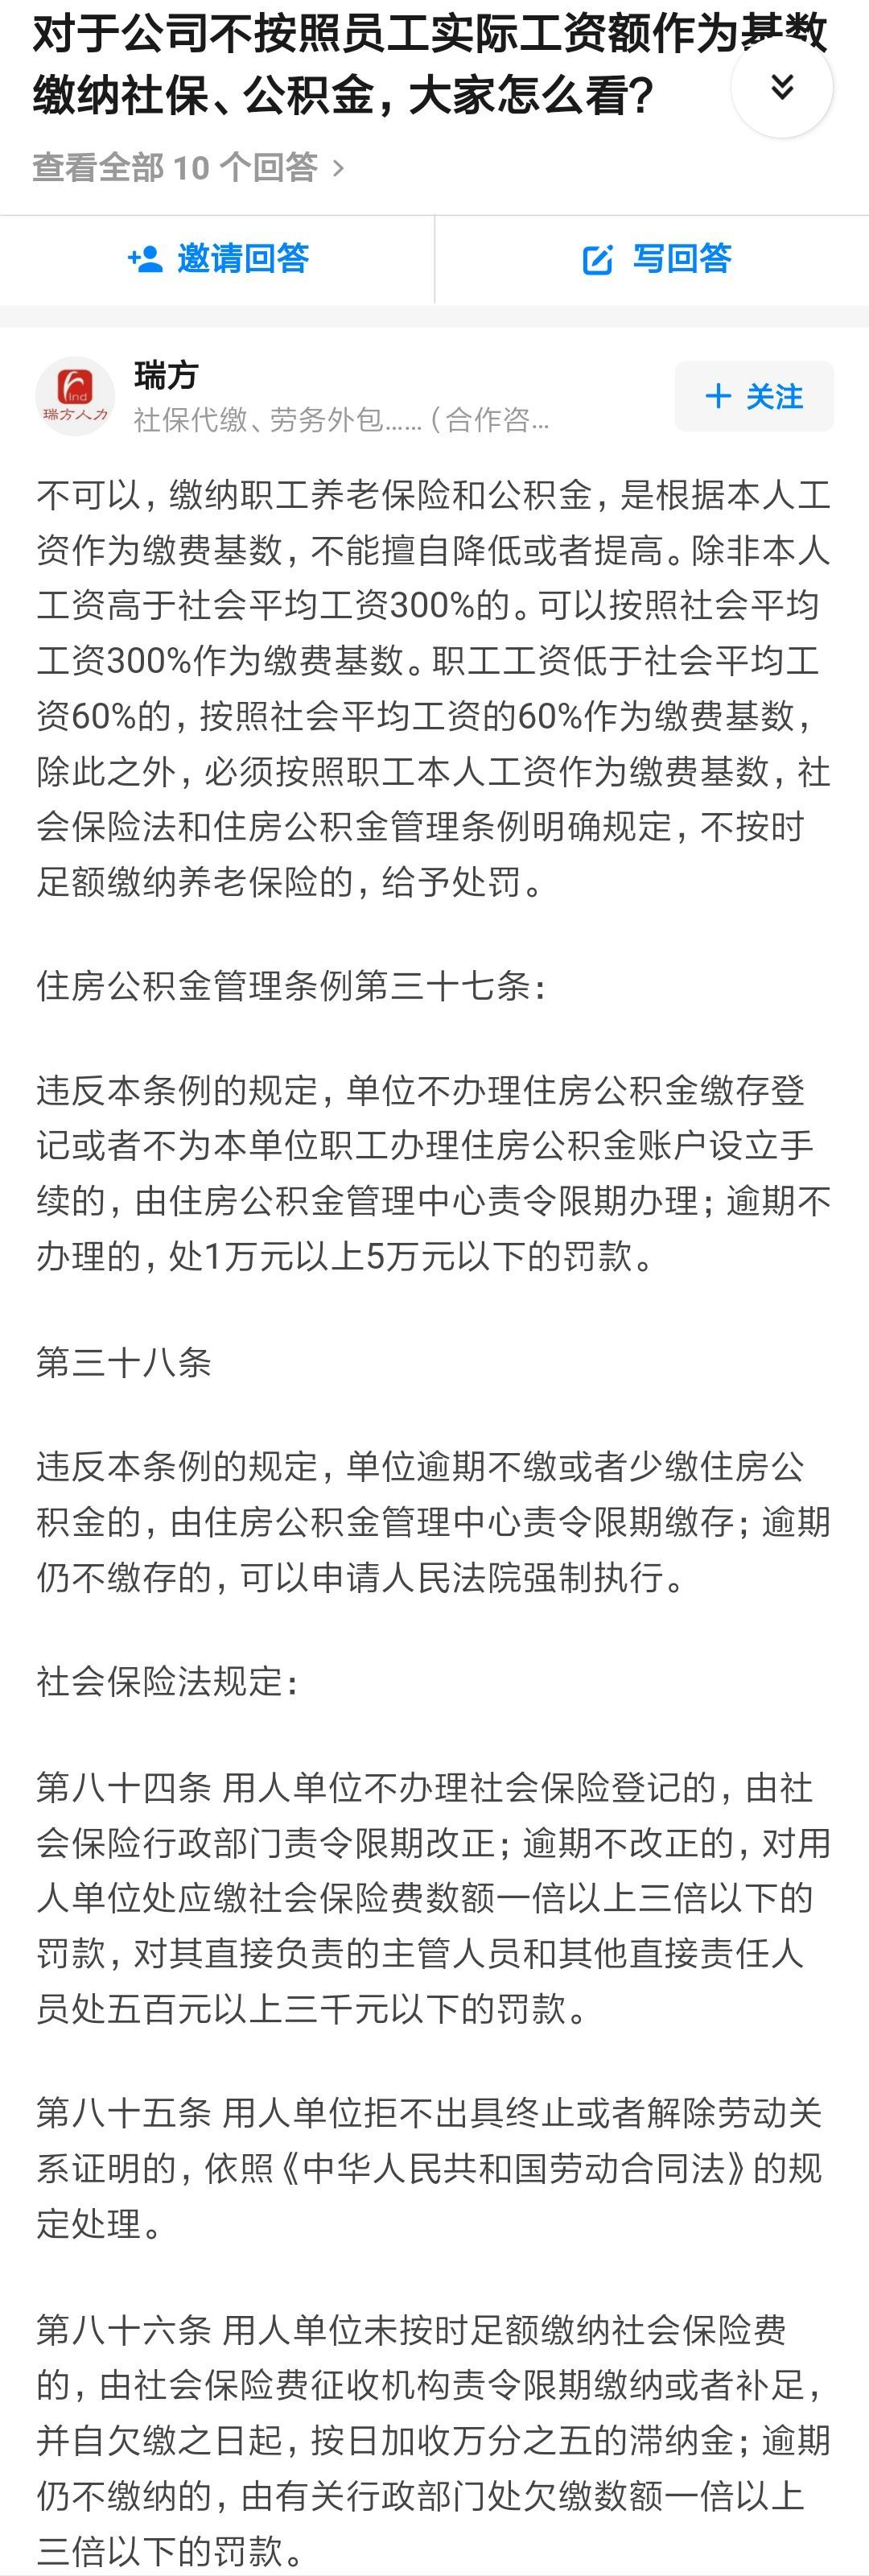 对于公司不按照员工实际工资额作为基数
缴纳社保、公积金，大家怎么看？
查看全部 10 个回答 >
邀请回答
写回答
瑞方
社保代缴、劳务外包……（合作咨...
+ 关注
ind
瑞方人力
不可以，缴纳职工养老保险和公积金，是根据本人工
资作为缴费基数，不能擅自降低或者提高。除非本人
工资高于社会平均工资300%的。可以按照社会平均
工资300%作为缴费基数。职工工资低于社会平均工
资60%的，按照社会平均工资的60%作为缴费基数，
除此之外，必须按照职工本人工资作为缴费基数，社
会保险法和住房公积金管理条例明确规定，不按时
足额缴纳养老保险的，给予处罚。
住房公积金管理条例第三十七条：
违反本条例的规定，单位不办理住房公积金缴存登
记或者不为本单位职工办理住房公积金账户设立手
续的，由住房公积金管理中心责令限期办理；逾期不
办理的，处1万元以上5万元以下的罚款。
第三十八条
违反本条例的规定，单位逾期不缴或者少缴住房公
积金的，由住房公积金管理中心责令限期缴存；逾期
仍不缴存的，可以申请人民法院强制执行。
社会保险法规定：
第八十四条 用人单位不办理社会保险登记的，由社
会保险行政部门责令限期改正；逾期不改正的，对用
人单位处应缴社会保险费数额一倍以上三倍以下的
罚款，对其直接负责的主管人员和其他直接责任人
员处五百元以上三千元以下的罚款。
第八十五条 用人单位拒不出具终止或者解除劳动关
系证明的，依照《中华人民共和国劳动合同法》的规
定处理。
第八十六条 用人单位未按时足额缴纳社会保险费
的，由社会保险费征收机构责令限期缴纳或者补足，
并自欠缴之日起，按日加收万分之五的滞纳金；逾期
仍不缴纳的，由有关行政部门处欠缴数额一倍以上
三倍以下的罚款。